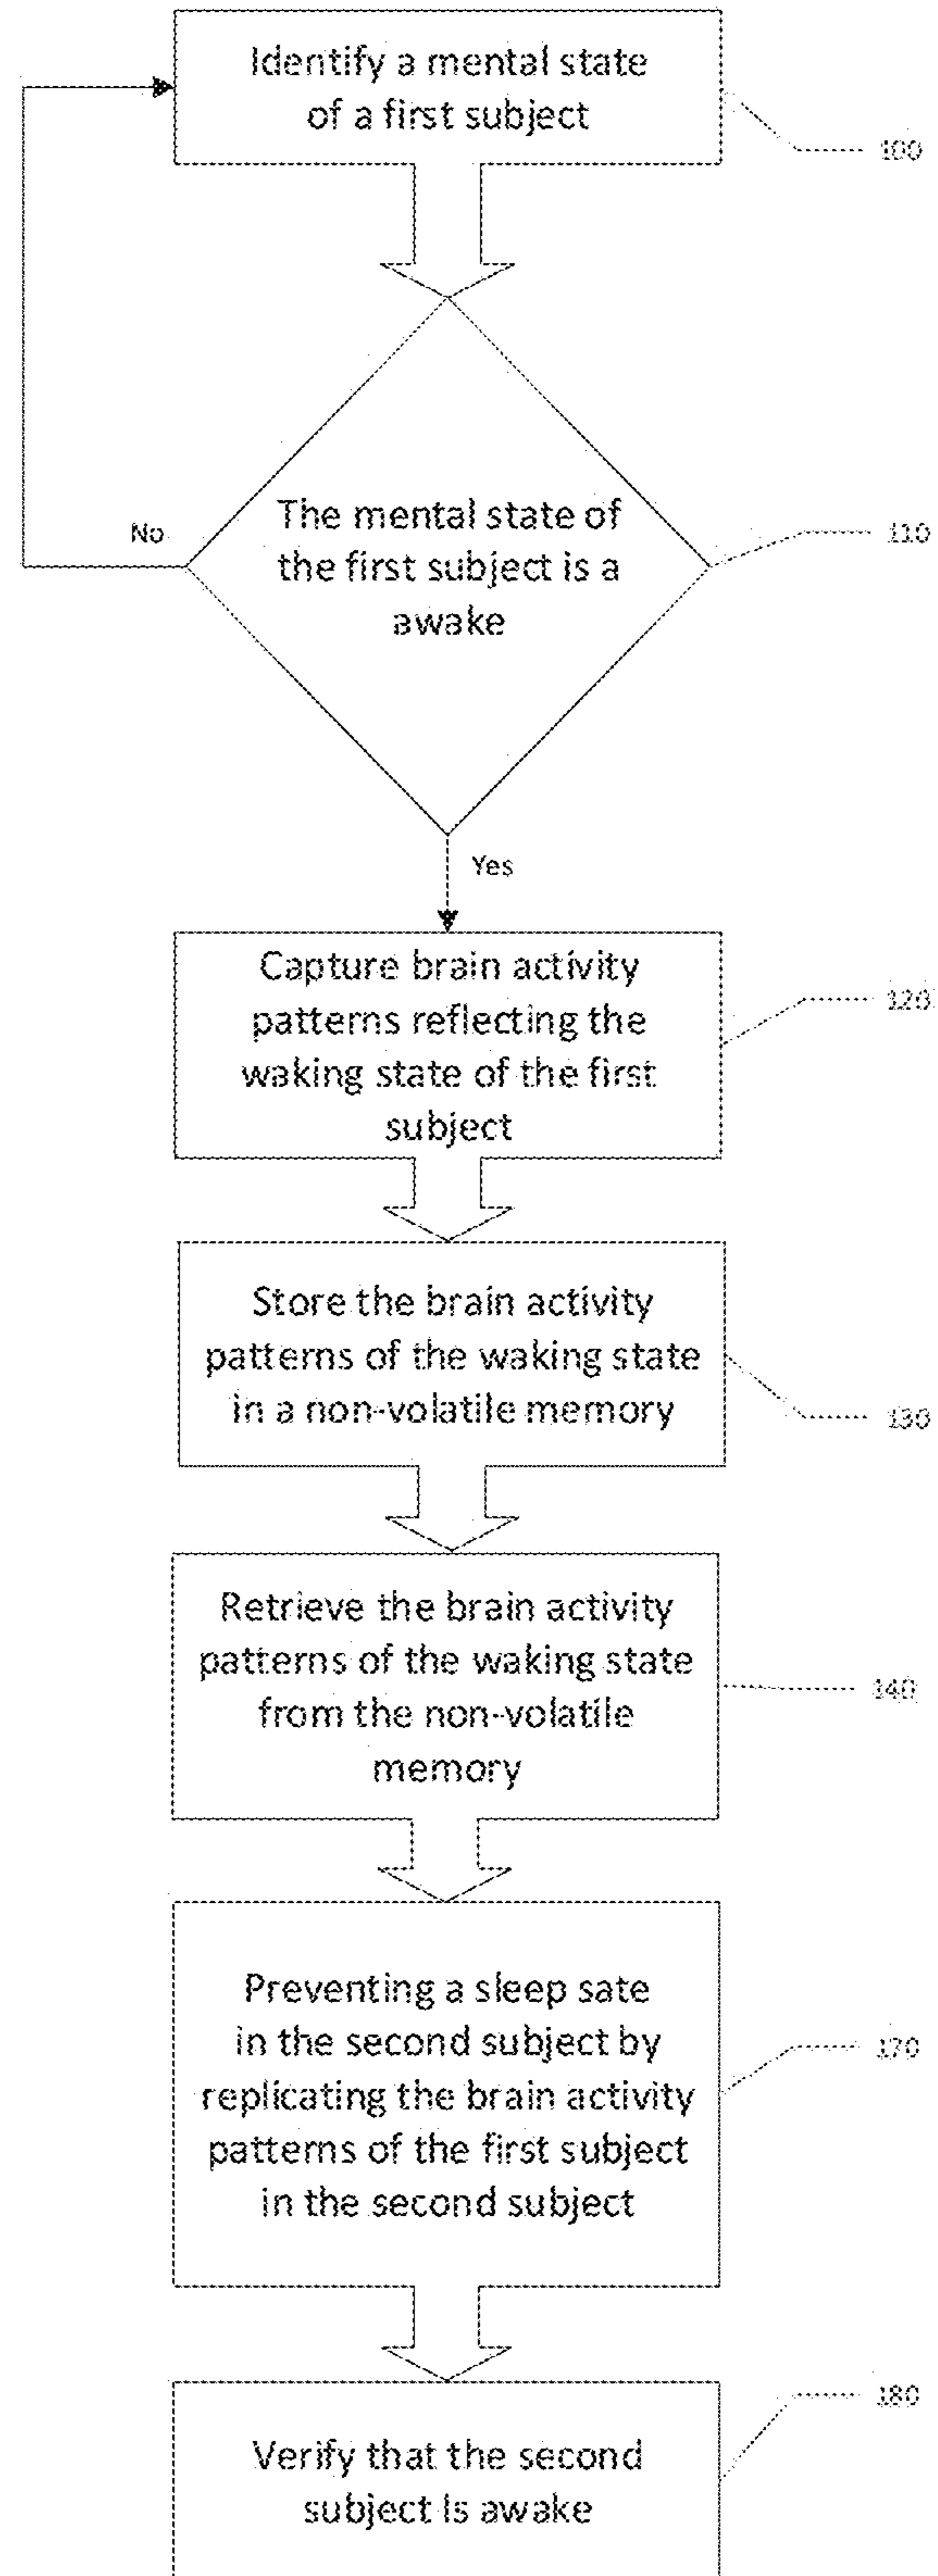 Identify a mental state
of a first subject
100
The mental state of
the first subject is a
awake
No
110
Yes
Capture brain activity
patterns reflecting the
waking state of the first
subject
120
Store the brain activity
patterns of the waking state
in a non-volatile memory
130
Retrieve the brain activity
patterns of the waking state
from the non-volatile
memory
140
Preventing a sleep sate
in the second subject by
replicating the brain activity
patterns of the first subject
in the second subject
170
Verify that the second
subject is awake
180